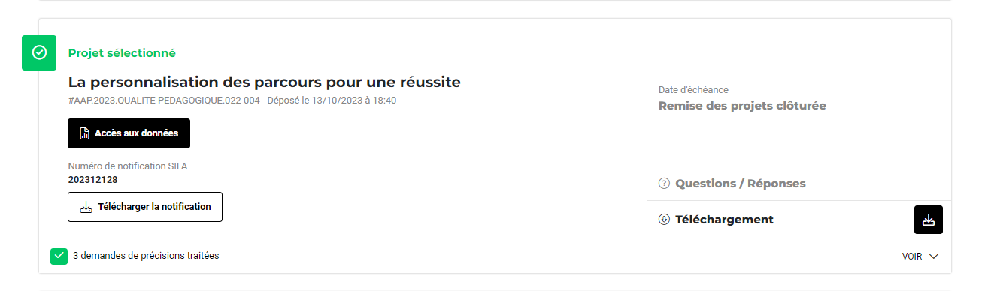 Projet sélectionné
La personnalisation des parcours pour une réussite
#AAP.2023.QUALITE-PEDAGOGIQUE.022-004 - Déposé le 13/10/2023 à 18:40
Accès aux données
Numéro de notification SIFA
202312128
Télécharger la notification
Date d'échéance
Remise des projets clôturée
Questions / Réponses
Téléchargement
3 demandes de précisions traitées
VOIR